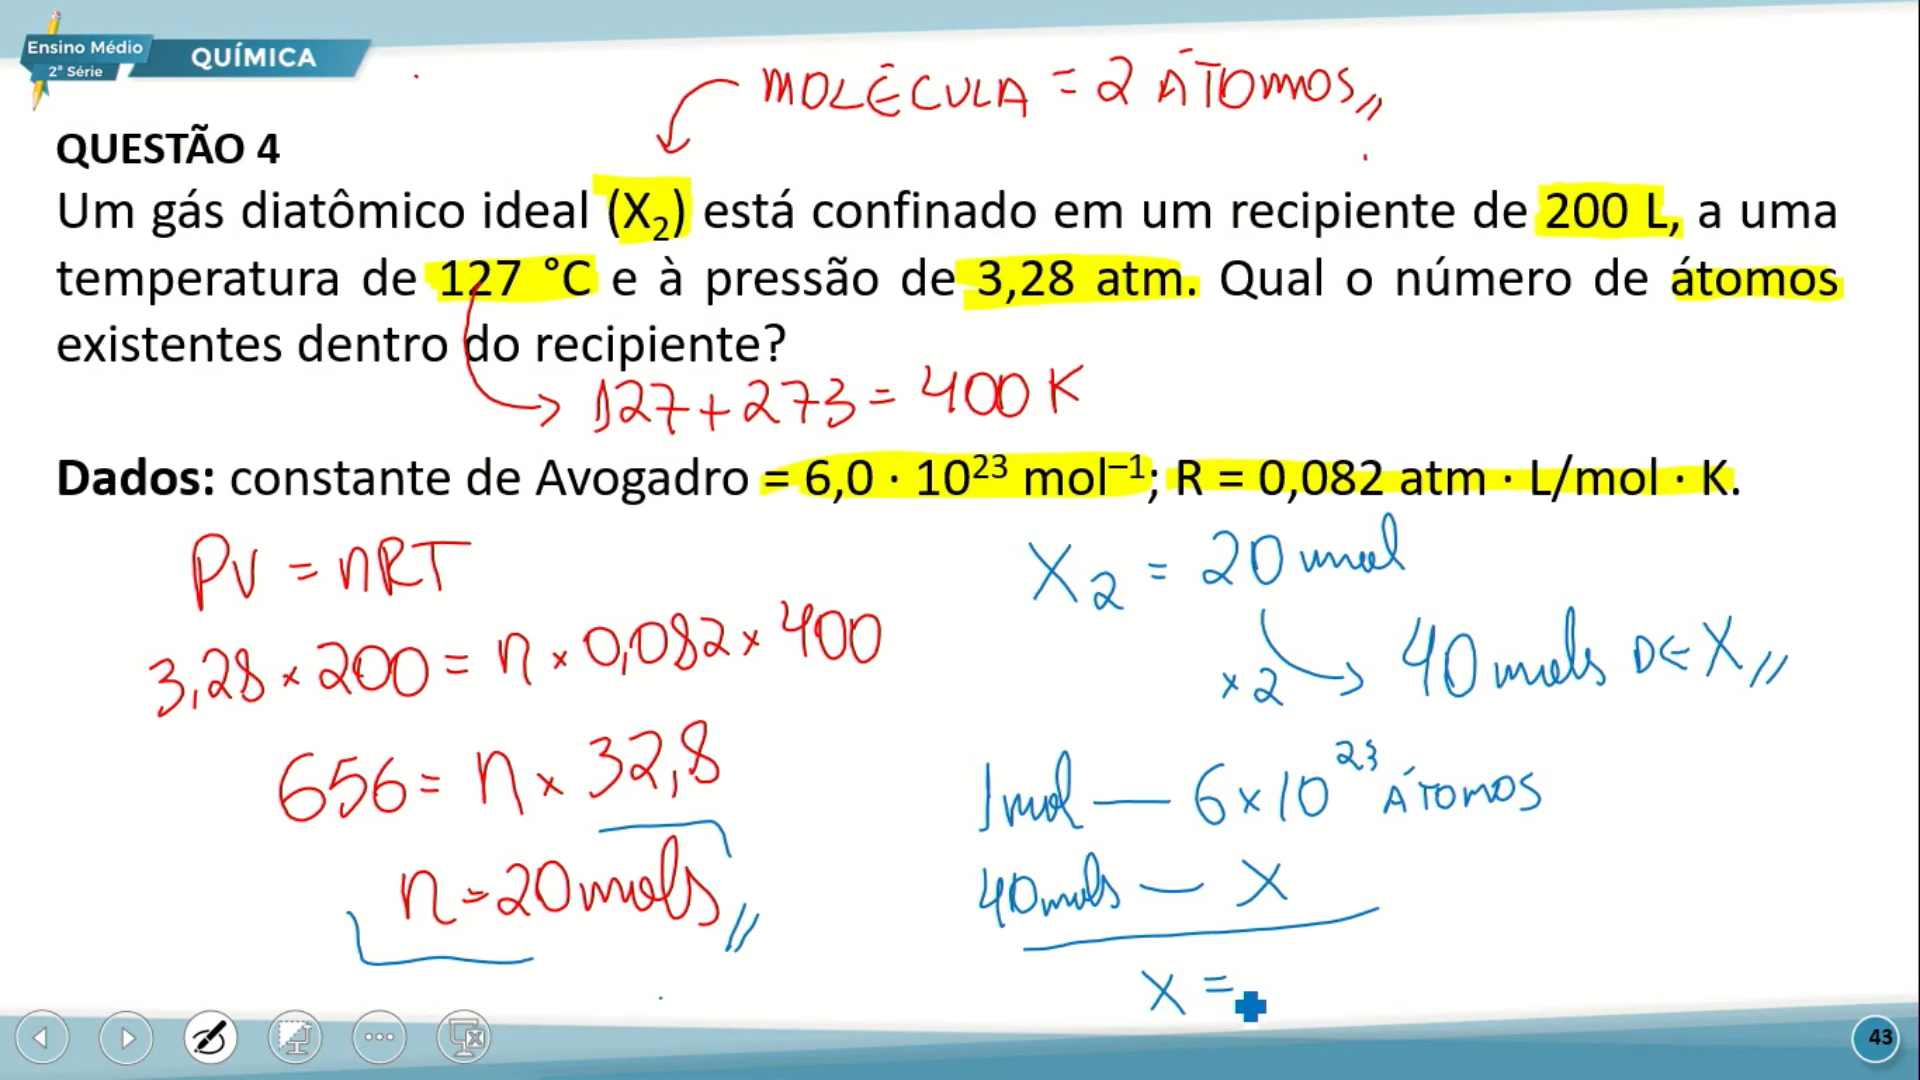 Ensino Médio
2ª Série
QUÍMICA
MOLÉCULA = 2 ÁTOMOS //
QUESTÃO 4
Um gás diatômico ideal (X₂) está confinado em um recipiente de 200 L, a uma
temperatura de 127 °C e à pressão de 3,28 atm. Qual o número de átomos
existentes dentro do recipiente?
127 + 273 = 400 K
Dados: constante de Avogadro = 6,0 · 10²³ mol⁻¹; R = 0,082 atm · L/mol · K.
PV = nRT
3,28 × 200 = n × 0,082 × 400
656 = n × 32,8
n = 20 mols //
X₂ = 20 mol
× 2
40 mols DE X //
1 mol — 6 × 10²³ ÁTOMOS
40 mols — X
X =
43